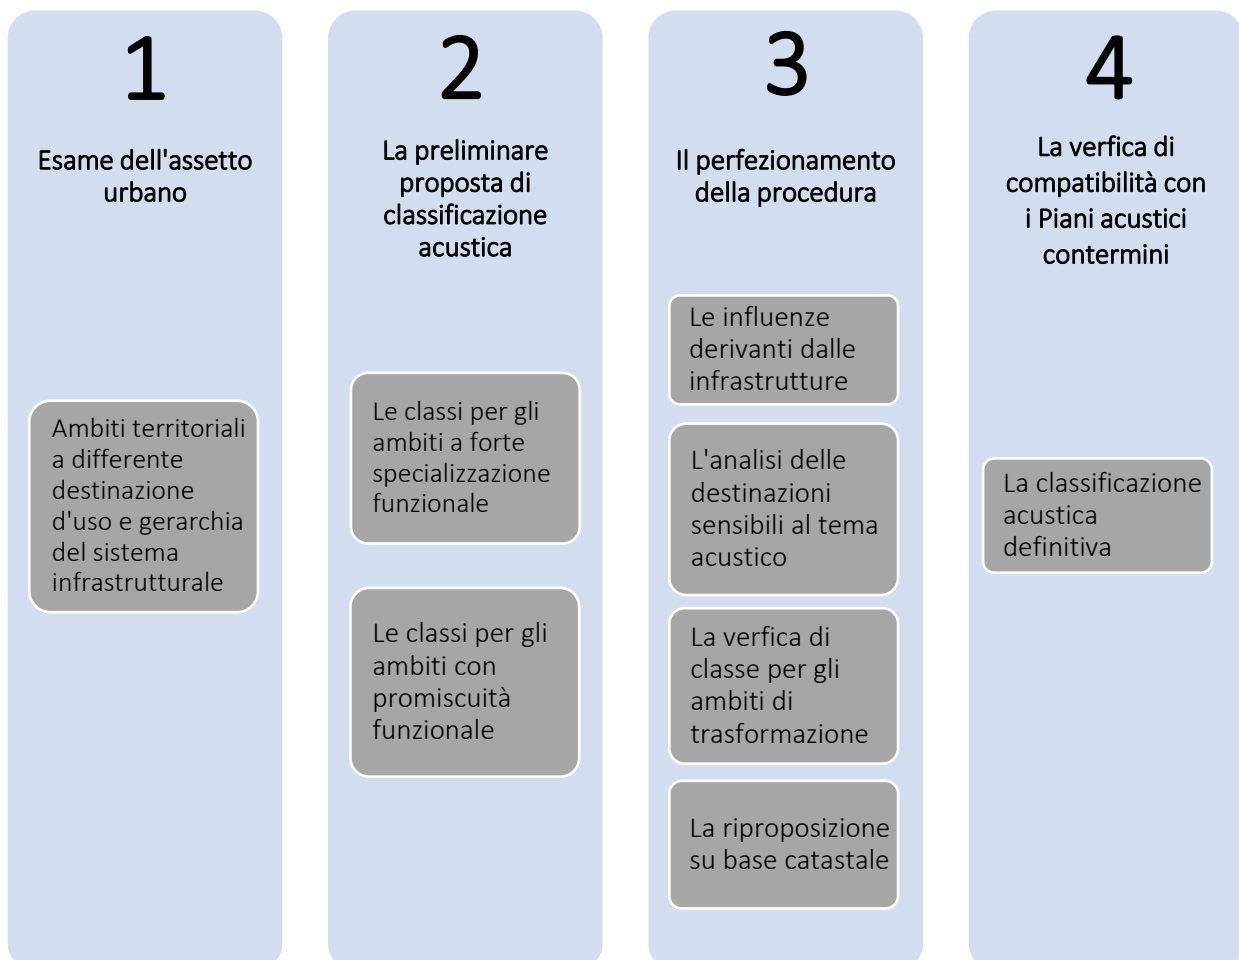 1
Esame dell'assetto
urbano
Ambiti territoriali
a differente
destinazione
d'uso e gerarchia
del sistema
infrastrutturale
2
La preliminare
proposta di
classificazione
acustica
Le classi per gli
ambiti a forte
specializzazione
funzionale
Le classi per gli
ambiti con
promiscuità
funzionale
3
Il perfezionamento
della procedura
Le influenze
derivanti dalle
infrastrutture
L'analisi delle
destinazioni
sensibili al tema
acustico
La verfica di
classe per gli
ambiti di
trasformazione
La riproposizione
su base catastale
4
La verfica di
compatibilità con
i Piani acustici
contermini
La classificazione
acustica
definitiva